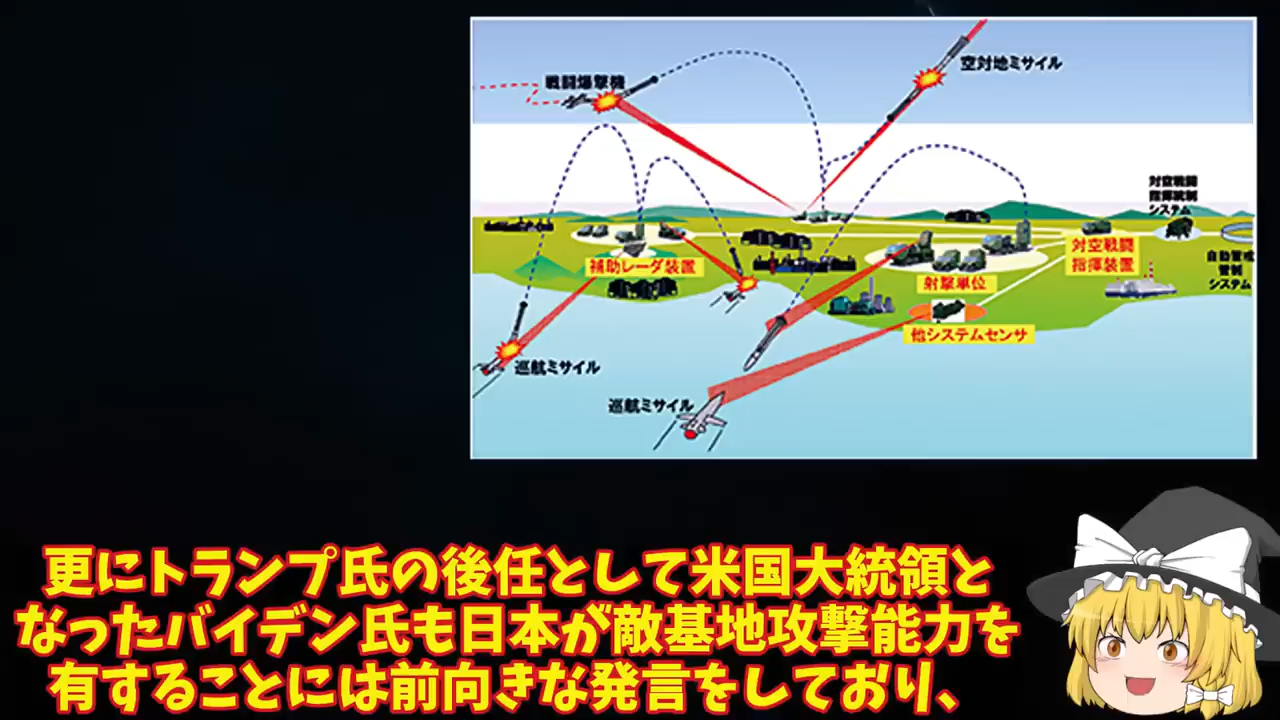 戦闘爆撃機
空対地ミサイル
対空戦闘
指揮統制
システム
補助レーダ装置
対空戦闘
指揮装置
自動警戒
管制
システム
射撃単位
他システムセンサ
巡航ミサイル
巡航ミサイル
更にトランプ氏の後任として米国大統領と
なったバイデン氏も日本が敵基地攻撃能力を
有することには前向きな発言をしており、